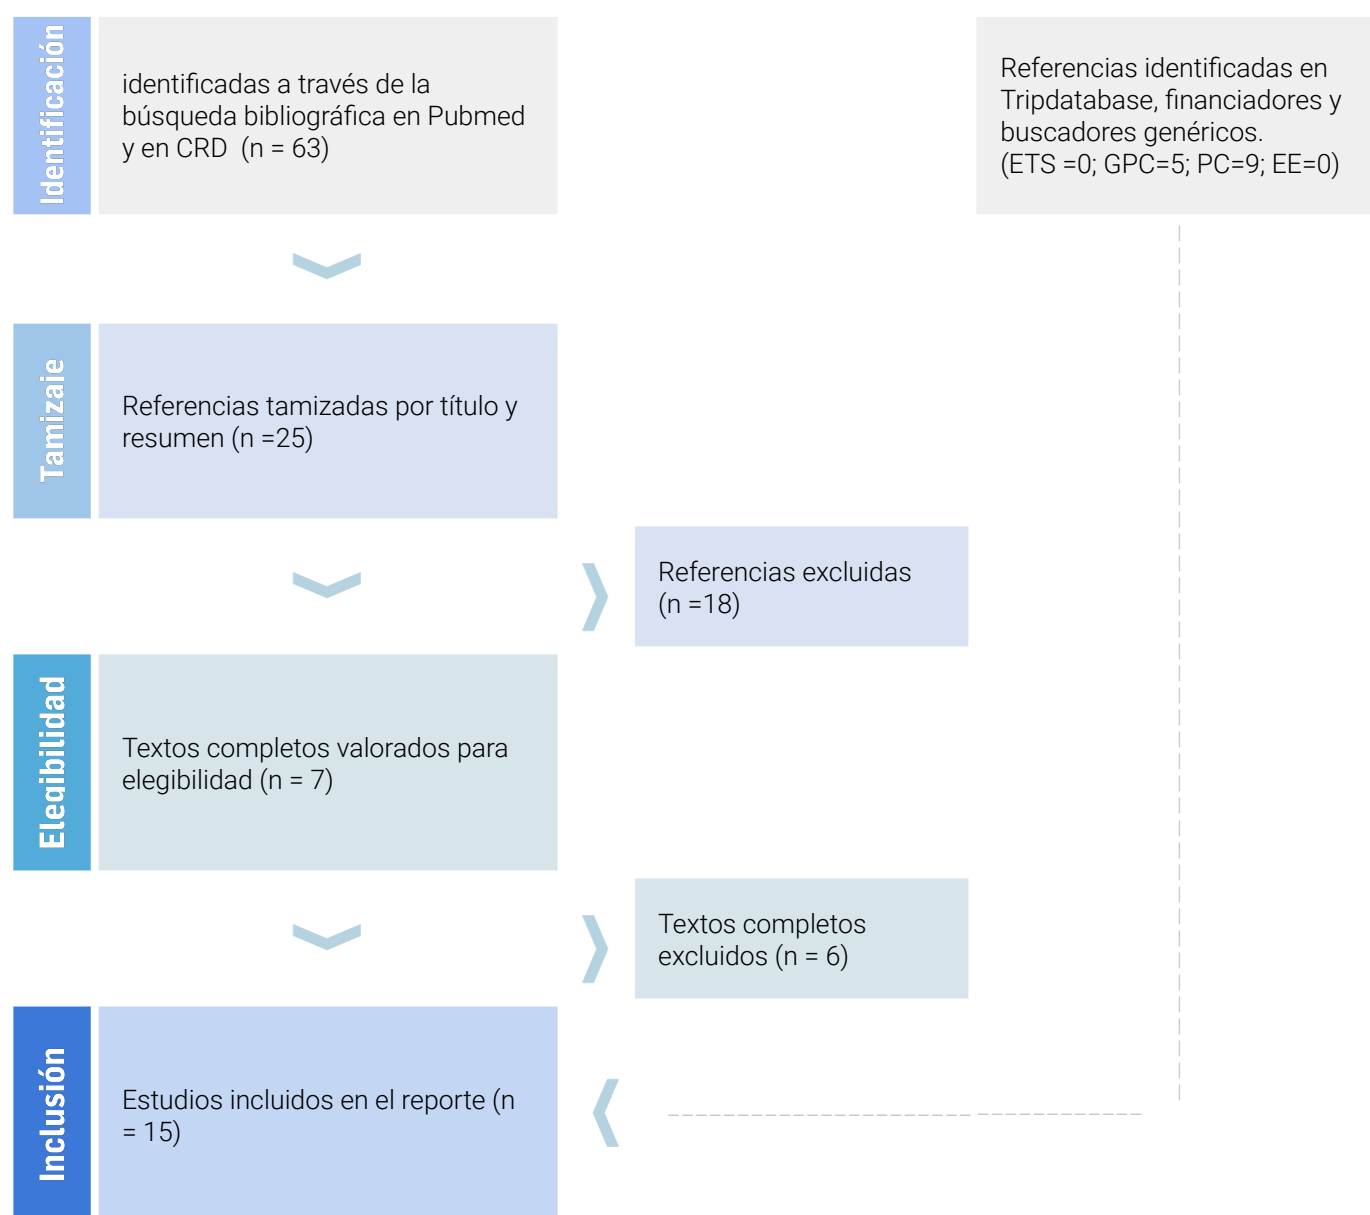 Identificación
identificadas a través de la
búsqueda bibliográfica en Pubmed
y en CRD (n = 63)
Referencias identificadas en
Tripdatabase, financiadores y
buscadores genéricos.
(ETS =0; GPC=5; PC=9; EE=0)
Tamizaje
Referencias tamizadas por título y
resumen (n =25)
Referencias excluidas
(n =18)
Elegibilidad
Textos completos valorados para
elegibilidad (n = 7)
Textos completos
excluidos (n = 6)
Inclusión
Estudios incluidos en el reporte (n
= 15)